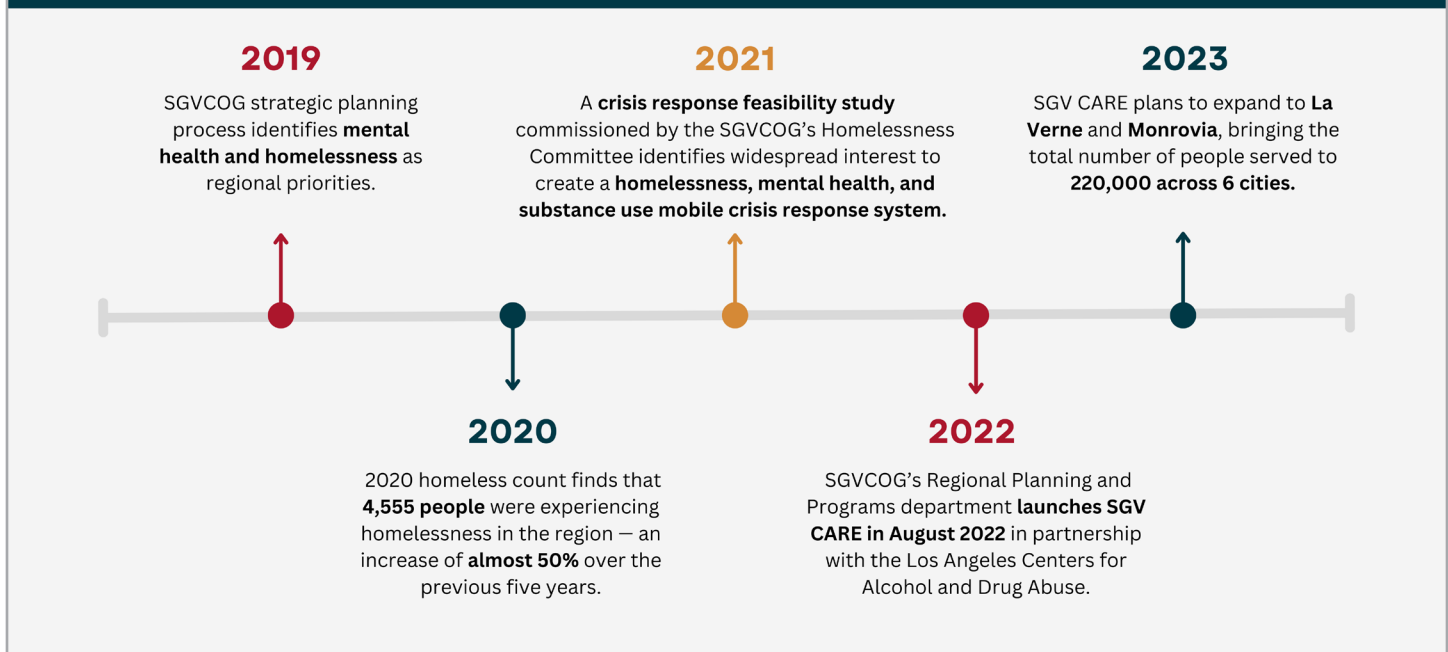 2019
SGVCOG strategic planning
process identifies mental
health and homelessness as
regional priorities.
2020
2020 homeless count finds that
4,555 people were experiencing
homelessness in the region — an
increase of almost 50% over the
previous five years.
2021
A crisis response feasibility study
commissioned by the SGVCOG’s Homelessness
Committee identifies widespread interest to
create a homelessness, mental health, and
substance use mobile crisis response system.
2022
SGVCOG’s Regional Planning and
Programs department launches SGV
CARE in August 2022 in partnership
with the Los Angeles Centers for
Alcohol and Drug Abuse.
2023
SGV CARE plans to expand to La
Verne and Monrovia, bringing the
total number of people served to
220,000 across 6 cities.